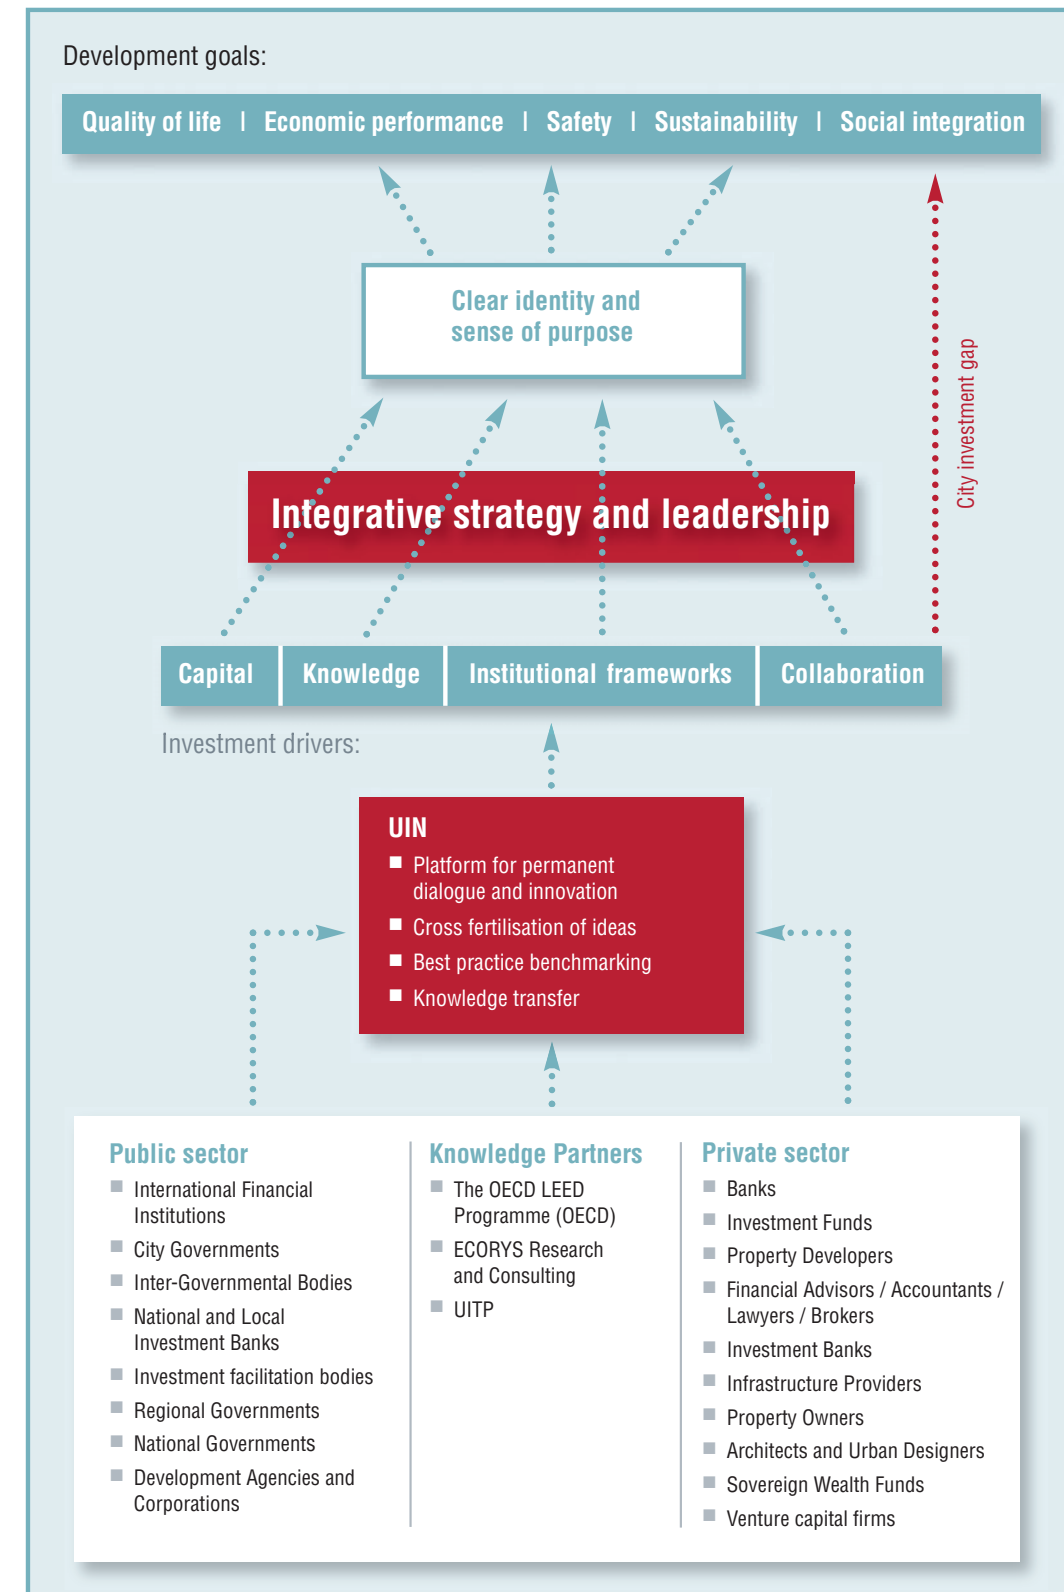 Development goals:
Quality of life | Economic performance | Safety | Sustainability | Social integration
Clear identity and
sense of purpose
City investment gap
Integrative strategy and leadership
Capital
Knowledge
Institutional frameworks
Collaboration
Investment drivers:
UIN
Platform for permanent
dialogue and innovation
Cross fertilisation of ideas
Best practice benchmarking
Knowledge transfer
Public sector
International Financial
Institutions
City Governments
Inter-Governmental Bodies
National and Local
Investment Banks
Investment facilitation bodies
Regional Governments
National Governments
Development Agencies and
Corporations
Knowledge Partners
The OECD LEED
Programme (OECD)
ECORYS Research
and Consulting
UITP
Private sector
Banks
Investment Funds
Property Developers
Financial Advisors / Accountants /
Lawyers / Brokers
Investment Banks
Infrastructure Providers
Property Owners
Architects and Urban Designers
Sovereign Wealth Funds
Venture capital firms